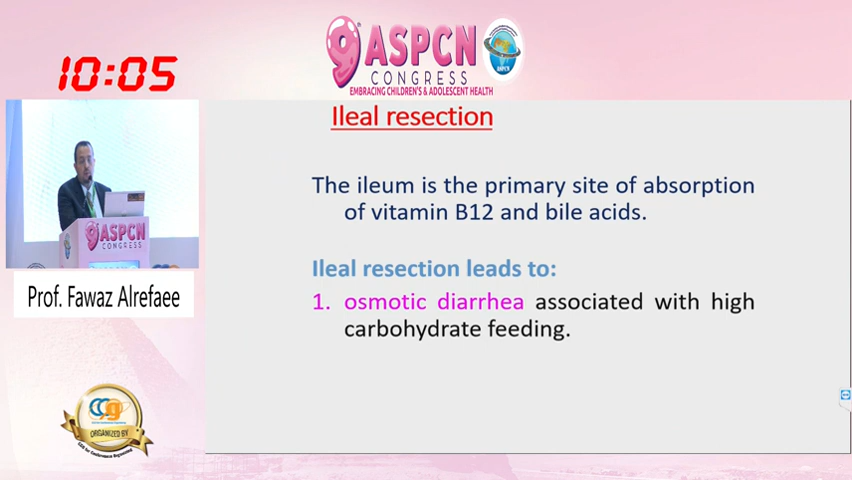 9 ASPCN
CONGRESS
EMBRACING CHILDREN'S & ADOLESCENT HEALTH
ANPCN
10:05
Ileal resection
The ileum is the primary site of absorption
of vitamin B12 and bile acids.
Ileal resection leads to:
1. osmotic diarrhea associated with high
carbohydrate feeding.
9 ASPCN
CONGRESS
Prof. Fawaz Alrefaee
ORGANIZED BY